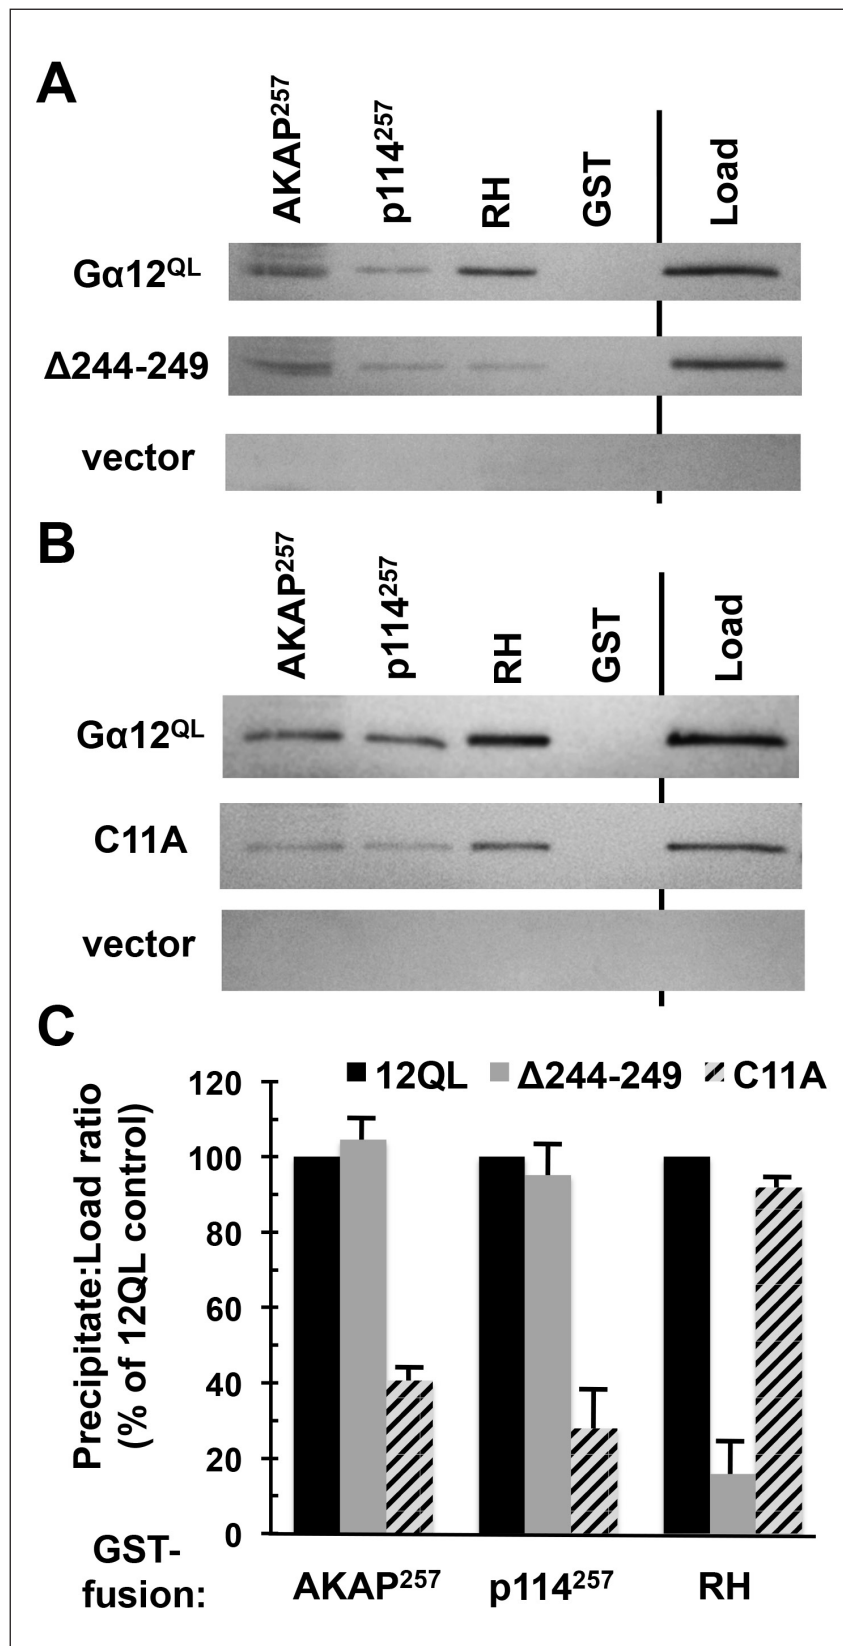 A
AKAP257
p114257
RH
GST
Load
Gα12QL
Δ244-249
vector
B
AKAP257
p114257
RH
GST
Load
Gα12QL
C11A
vector
C
12QL
Δ244-249
C11A
Precipitate:Load ratio
(% of 12QL control)
120
100
80
60
40
20
0
GST-
fusion:
AKAP257
p114257
RH